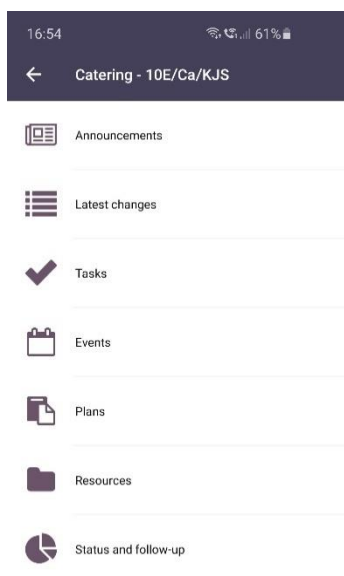 16:54 61%
Catering - 10E/Ca/KJS
Announcements
Latest changes
Tasks
Events
Plans
Resources
Status and follow-up